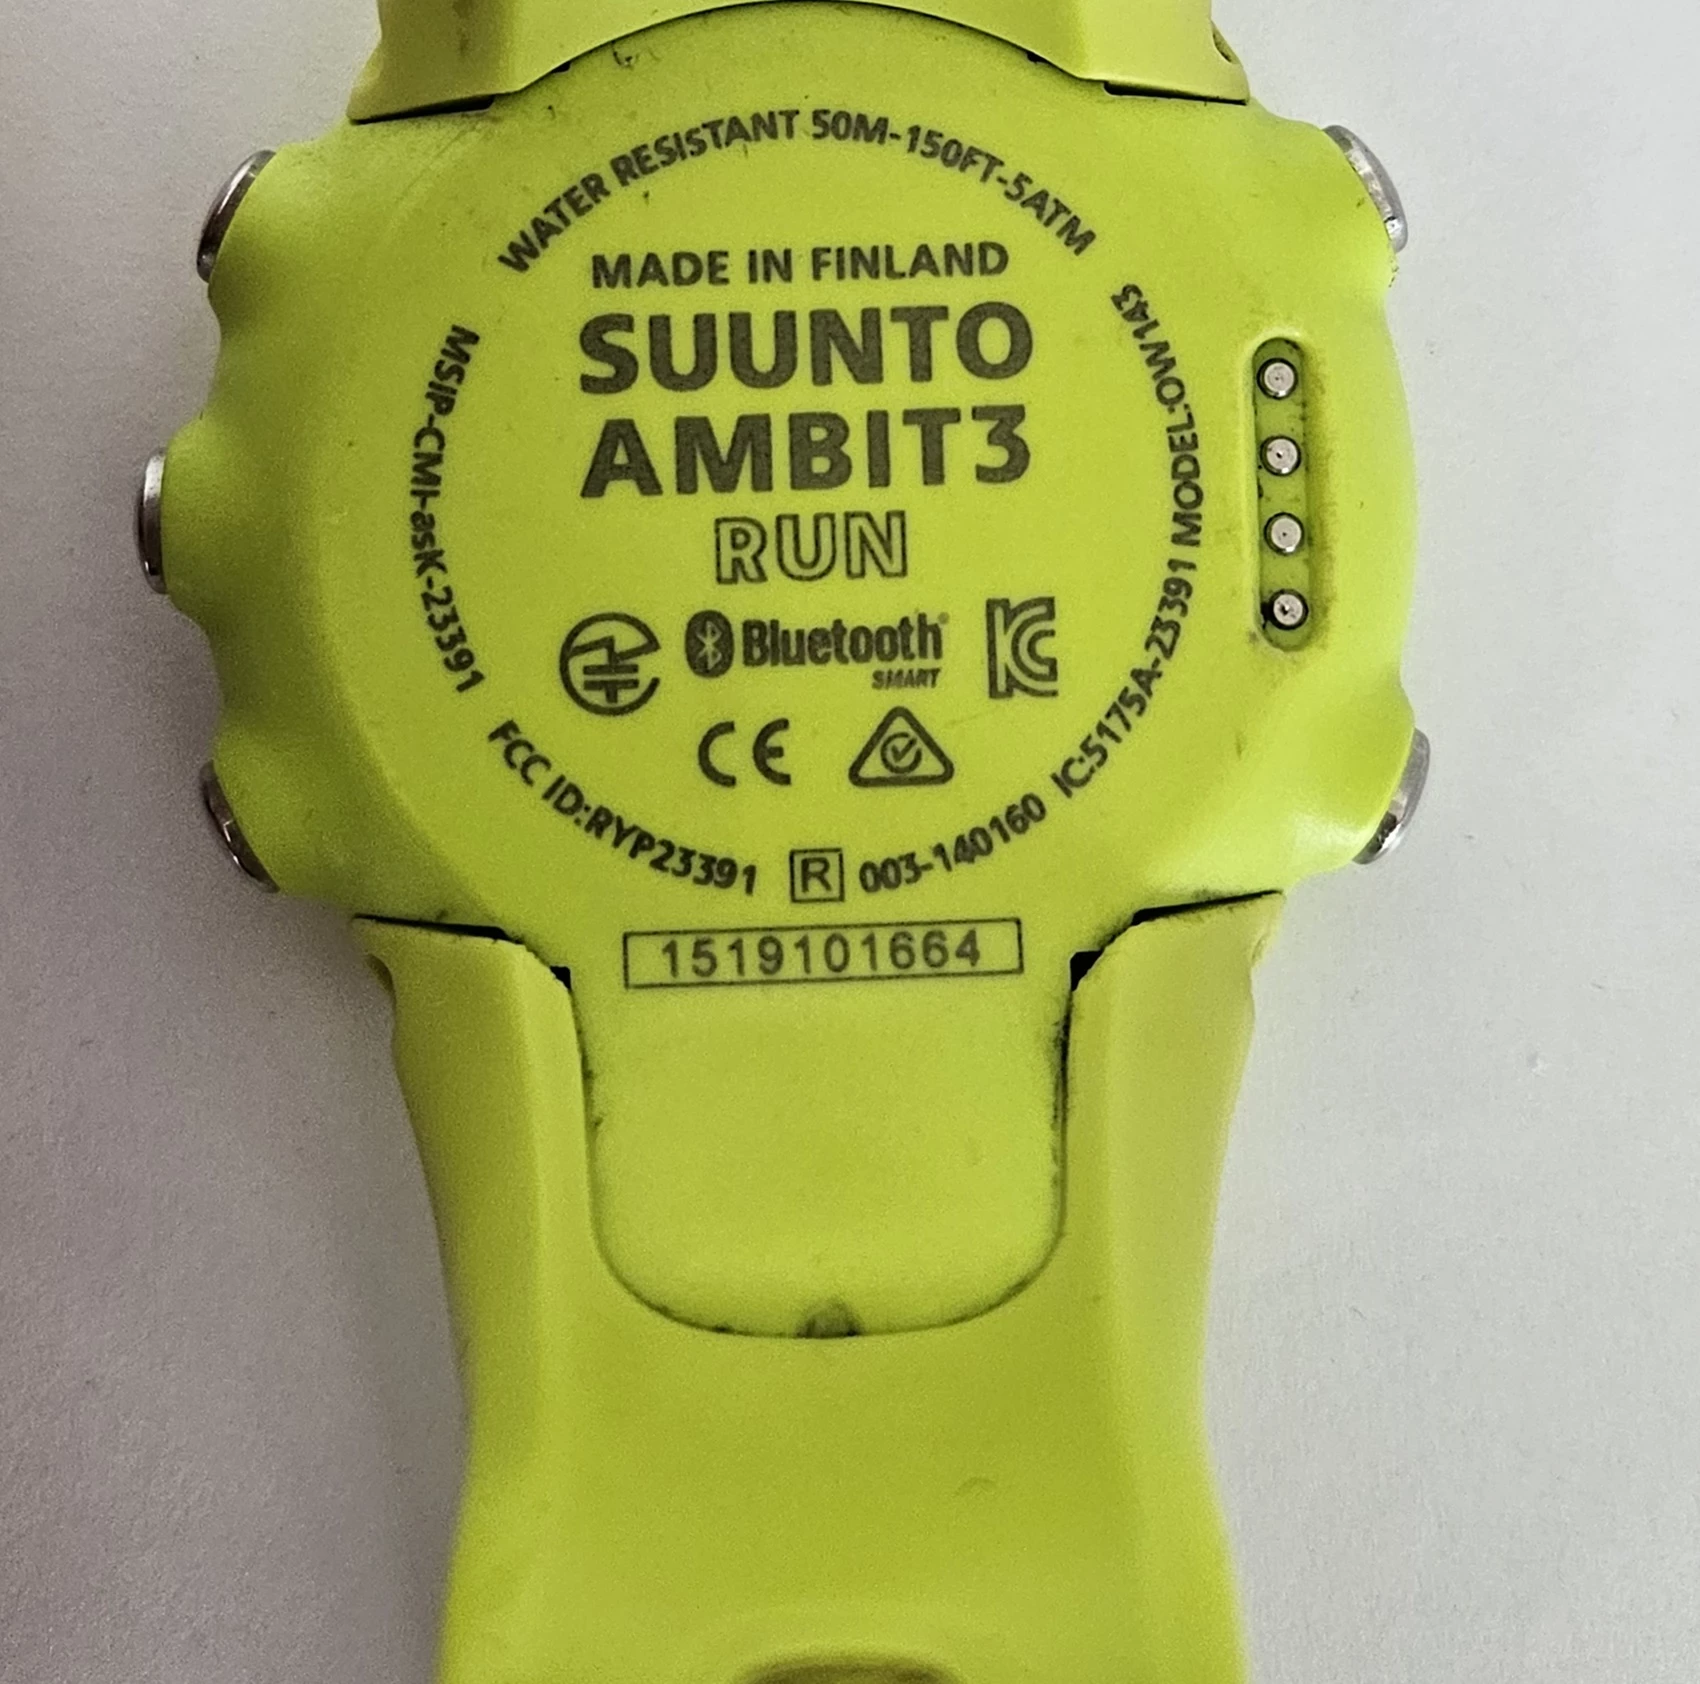 WATER RESISTANT 50M-150FT-5ATM
MADE IN FINLAND
SUUNTO
AMBIT3
RUN
Bluetooth®
SMART
CE
R
003-140160
IC:5175A-23391 MODEL:OW143
MSIP-CMI-asK-23391
FCC ID:RYP23391
1519101664